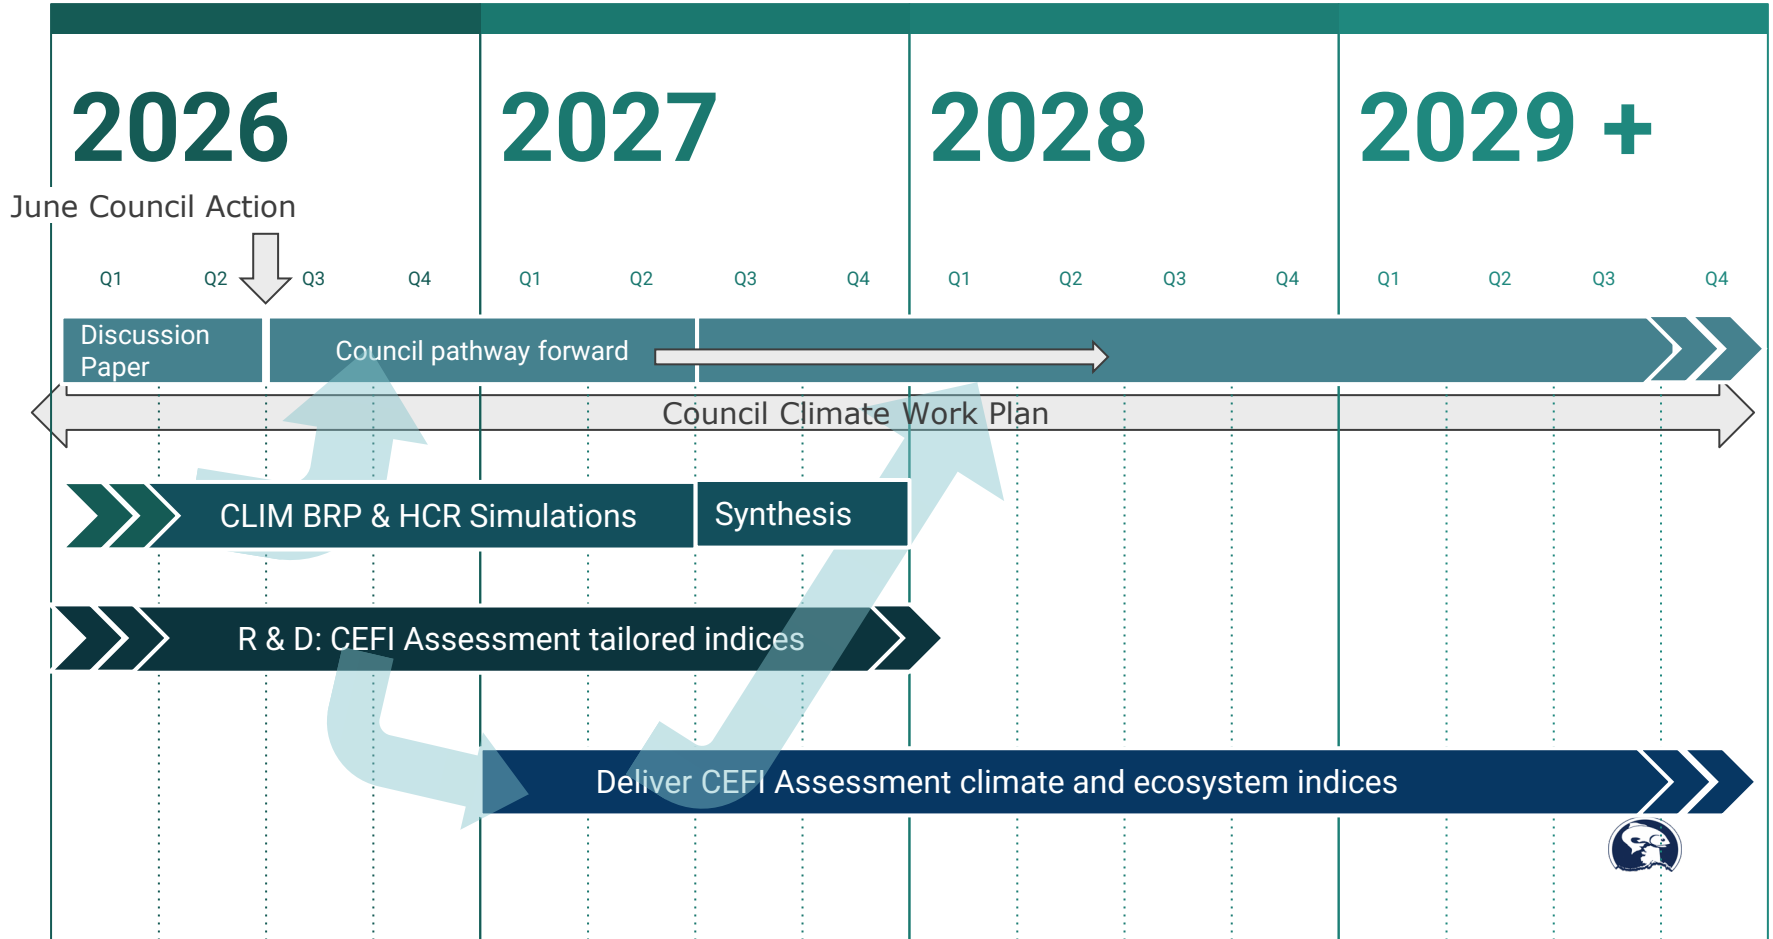 2026 2027 2028 2029 +
June Council Action
Q1 Q2 Q3 Q4 Q1 Q2 Q3 Q4 Q1 Q2 Q3 Q4 Q1 Q2 Q3 Q4
Discussion
Paper
Council pathway forward
Council Climate Work Plan
CLIM BRP & HCR Simulations
Synthesis
R & D: CEFI Assessment tailored indices
Deliver CEFI Assessment climate and ecosystem indices